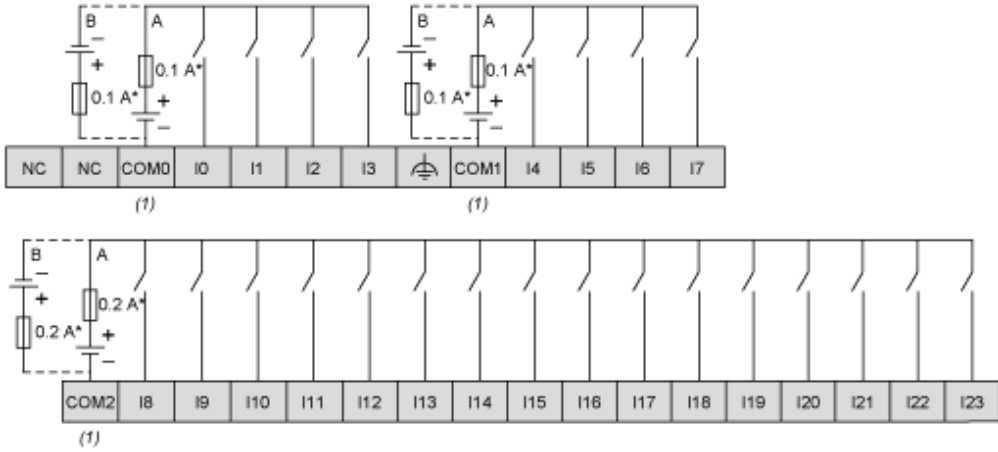 B A B A
− −
+ 0.1 A* + 0.1 A*
0.1 A* + 0.1 A* +
− −
NC NC COM0 I0 I1 I2 I3 COM1 I4 I5 I6 I7
(1) (1)
B A
−
+ 0.2 A*
0.2 A* +
−
COM2 I8 I9 I10 I11 I12 I13 I14 I15 I16 I17 I18 I19 I20 I21 I22 I23
(1)